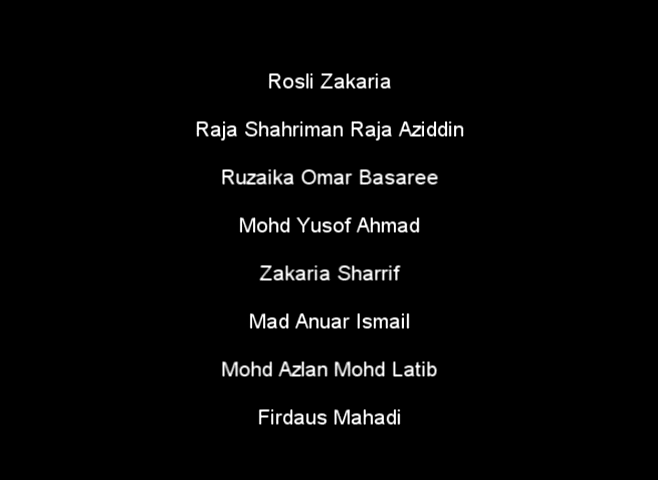 Rosli Zakaria
Raja Shahriman Raja Aziddin
Ruzaika Omar Basaree
Mohd Yusof Ahmad
Zakaria Sharrif
Mad Anuar Ismail
Mohd Azlan Mohd Latib
Firdaus Mahadi